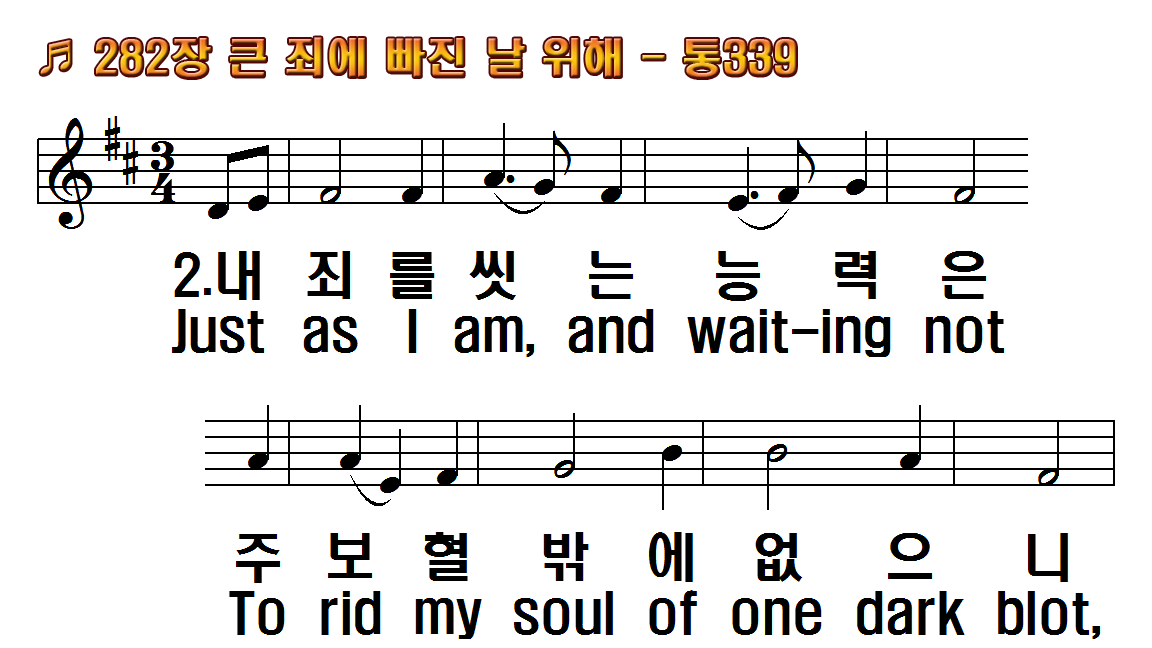 ♬ 282장 큰 죄에 빠진 날 위해 - 통339
3
4
2.내 죄 를 씻 는 능 력 은
Just as I am, and wait-ing not
주 보 혈 밖 에 없 으 니
To rid my soul of one dark blot,